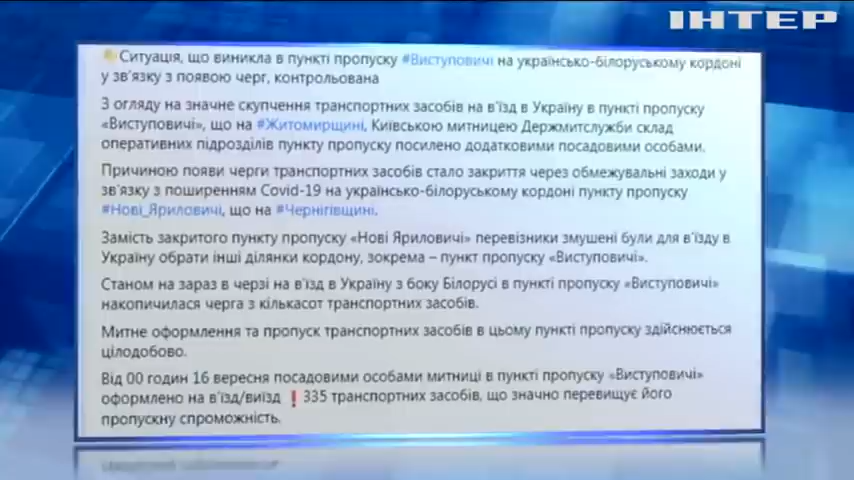 ІНТЕР
Ситуація, що виникла в пункті пропуску #Виступовичі на українсько-білоруському кордоні
у зв'язку з появою черг, контрольована
З огляду на значне скупчення транспортних засобів на в'їзд в Україну в пункті пропуску
«Виступовичі», що на #Житомирщині, Київською митницею Держмитслужби склад
оперативних підрозділів пункту пропуску посилено додатковими посадовими особами.
Причиною появи черги транспортних засобів стало закриття через обмежувальні заходи у
зв'язку з поширенням Covid-19 на українсько-білоруському кордоні пункту пропуску
#Нові_Яриловичі, що на #Чернігівщині.
Замість закритого пункту пропуску «Нові Яриловичі» перевізники змушені були для в'їзду в
Україну обрати інші ділянки кордону, зокрема – пункт пропуску «Виступовичі».
Станом на зараз в черзі на в'їзд в Україну з боку Білорусі в пункті пропуску «Виступовичі»
накопичилася черга з кількасот транспортних засобів.
Митне оформлення та пропуск транспортних засобів в цьому пункті пропуску здійснюється
цілодобово.
Від 00 годин 16 вересня посадовими особами митниці в пункті пропуску «Виступовичі»
оформлено на в'їзд/виїзд ❗335 транспортних засобів, що значно перевищує його
пропускну спроможність.